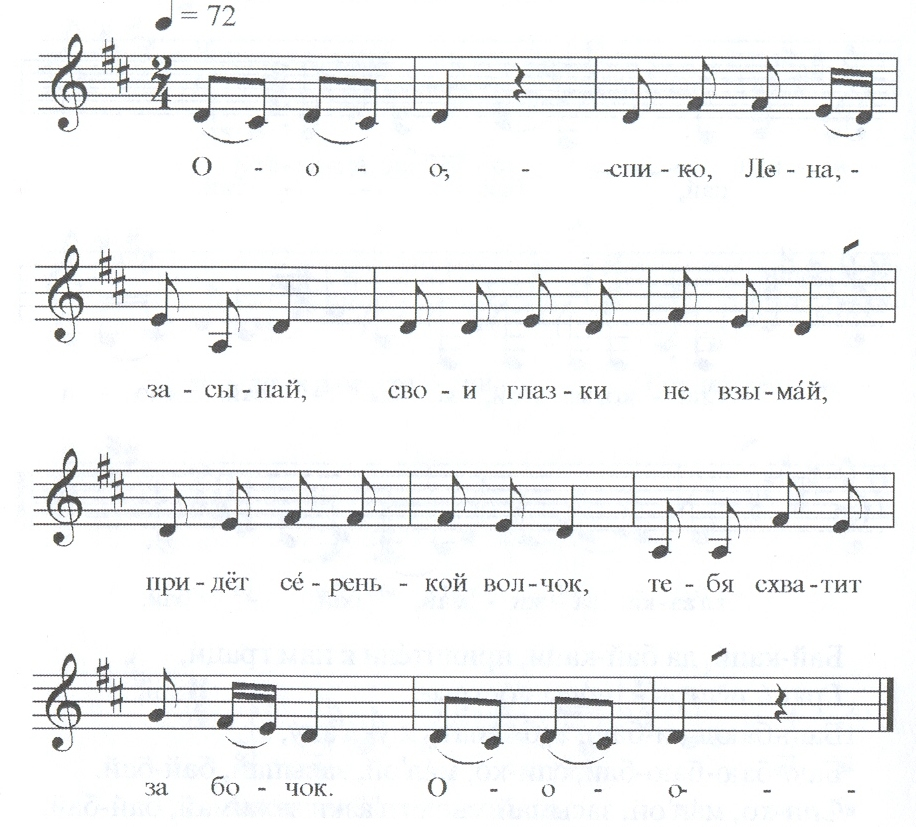 = 72
2
4
О - о - о, - -спи - ко, Ле - на, -
за - сы - пай, сво - и глаз - ки не взы - ма́й,
при - дёт се́ - рень - кой вол - чок, те - бя схва - тит
за бо - чок. О - о - о - - -